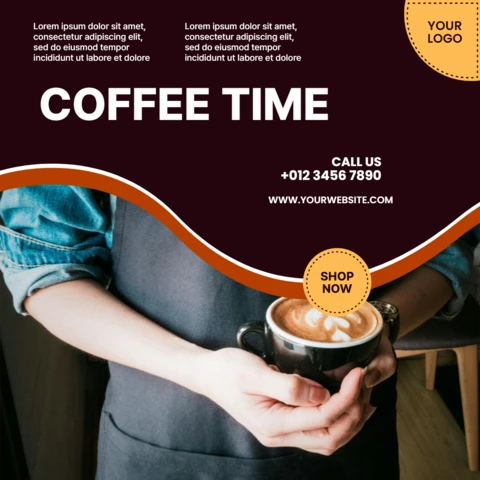 Lorem ipsum dolor sit amet,
consectetur adipiscing elit,
sed do eiusmod tempor
incididunt ut labore et dolore
Lorem ipsum dolor sit amet,
consectetur adipiscing elit,
sed do eiusmod tempor
incididunt ut labore et dolore
YOUR
LOGO
COFFEE TIME
CALL US
+012 3456 7890
WWW.YOURWEBSITE.COM
SHOP
NOW